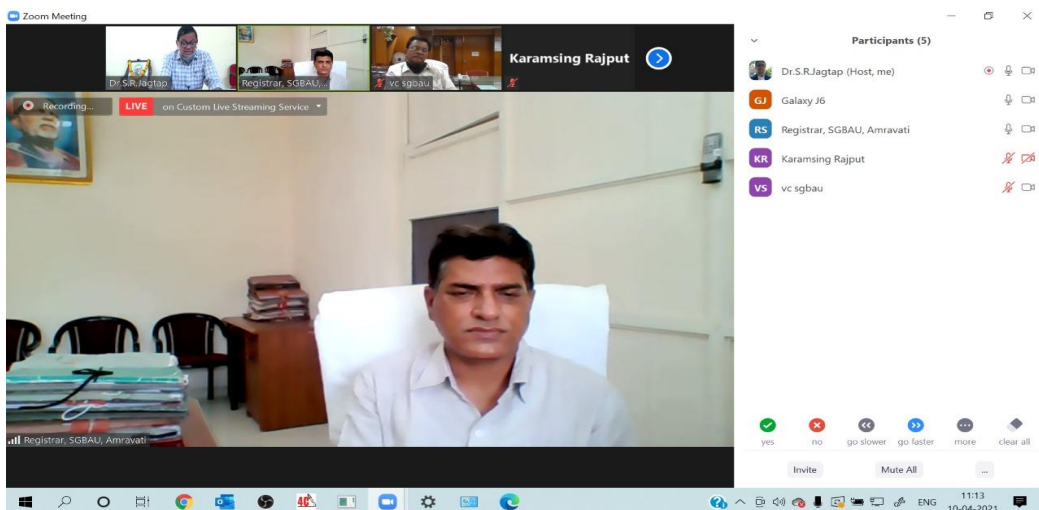 Zoom Meeting
Dr.S.R.Jagtap
Registrar, SGBAU,...
vc sgbau
Karamsing Rajput
Recording...
LIVE on Custom Live Streaming Service
Registrar, SGBAU, Amravati
Participants (5)
Dr.S.R.Jagtap (Host, me)
GJ Galaxy J6
RS Registrar, SGBAU, Amravati
KR Karamsing Rajput
VS vc sgbau
yes no go slower go faster more clear all
Invite Mute All ...
ENG
11:13
10-04-2021